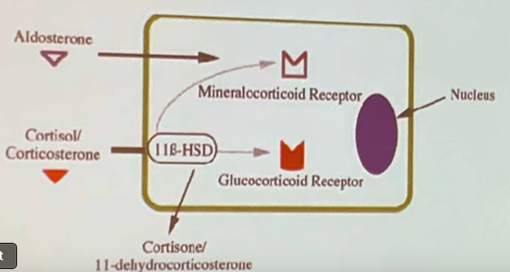 Aldosterone
Mineralocorticoid Receptor
Nucleus
Cortisol/
Corticosterone
11ß-HSD
Glucocorticoid Receptor
Cortisone/
11-dehydrocorticosterone
t